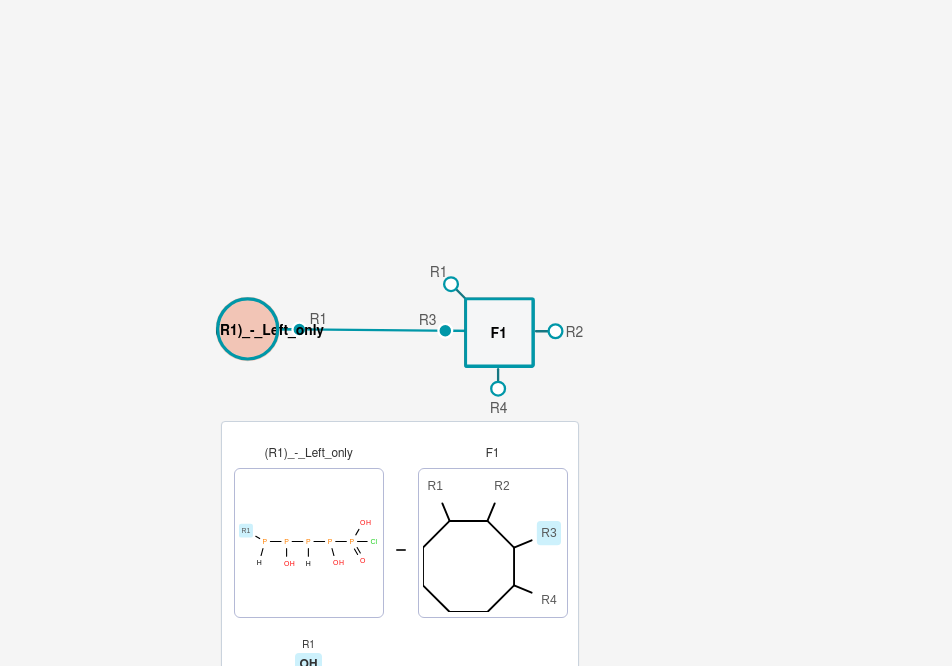 R1
R1)_-_Left_only
R1
R3
F1
R2
R4
(R1)_-_Left_only
F1
R1
R2
R3
R4
R1
P
P
P
P
P
OH
Cl
O
H
OH
H
OH
R1
OH